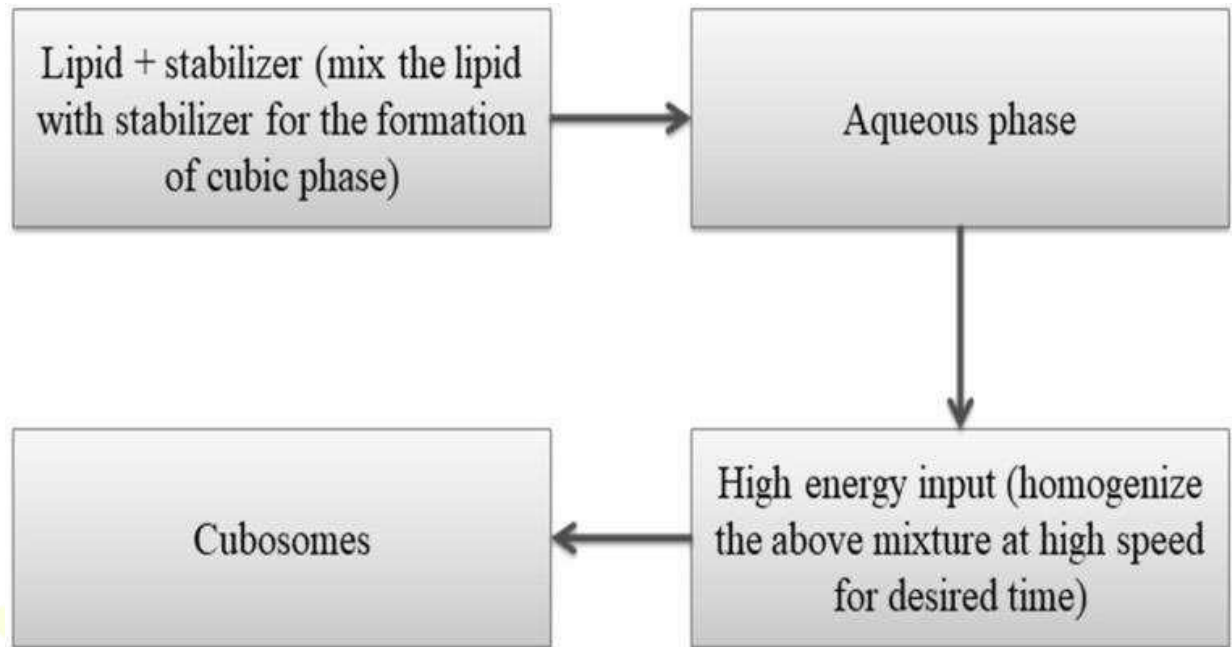 Lipid + stabilizer (mix the lipid
with stabilizer for the formation
of cubic phase)
Aqueous phase
High energy input (homogenize
the above mixture at high speed
for desired time)
Cubosomes